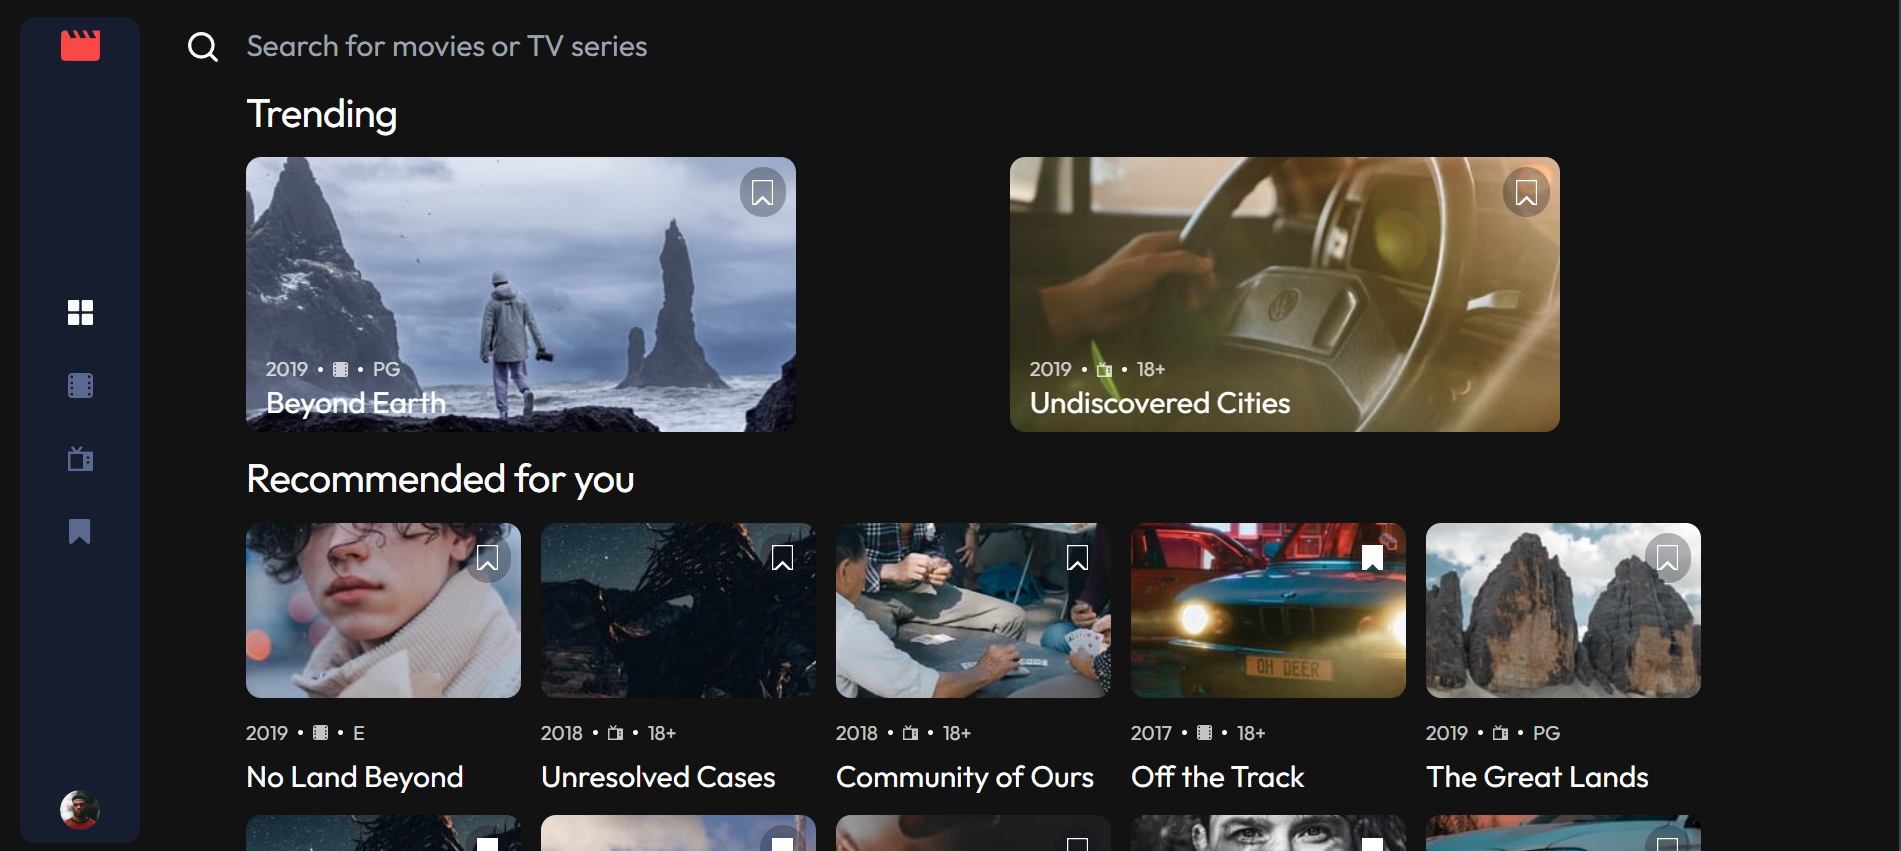 Search for movies or TV series
Trending
2019 • • PG
Beyond Earth
2019 • • 18+
Undiscovered Cities
Recommended for you
OH DEER
2019 • • E
No Land Beyond
2018 • • 18+
Unresolved Cases
2018 • • 18+
Community of Ours
2017 • • 18+
Off the Track
2019 • • PG
The Great Lands